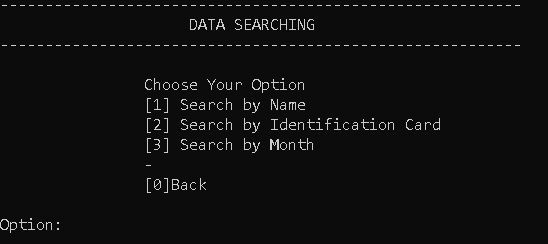 ----------------------------------------------------------
DATA SEARCHING
----------------------------------------------------------
Choose Your Option
[1] Search by Name
[2] Search by Identification Card
[3] Search by Month
-
[0]Back
Option: